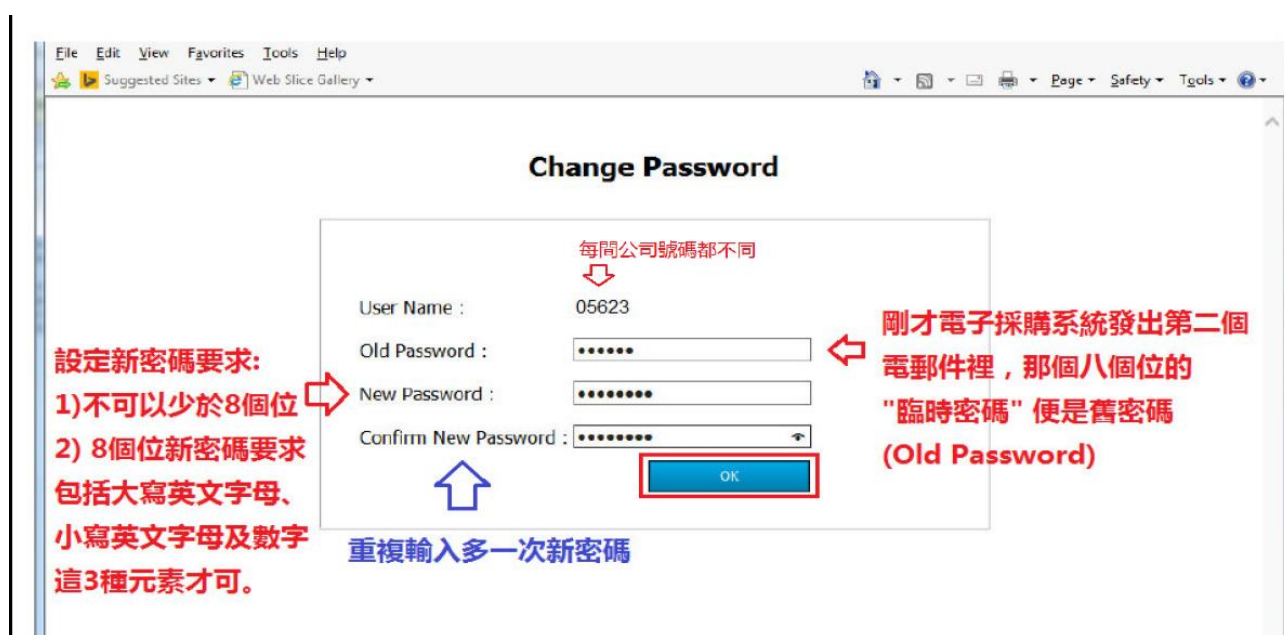 File Edit View Favorites Tools Help
Suggested Sites Web Slice Gallery Page Safety Tools
Change Password
每間公司號碼都不同
User Name : 05623
Old Password : ••••••
New Password : ••••••••
Confirm New Password : ••••••••
OK
設定新密碼要求:
1)不可以少於8個位
2) 8個位新密碼要求
包括大寫英文字母、
小寫英文字母及數字
這3種元素才可。
剛才電子採購系統發出第二個
電郵件裡，那個八個位的
"臨時密碼" 便是舊密碼
(Old Password)
重複輸入多一次新密碼